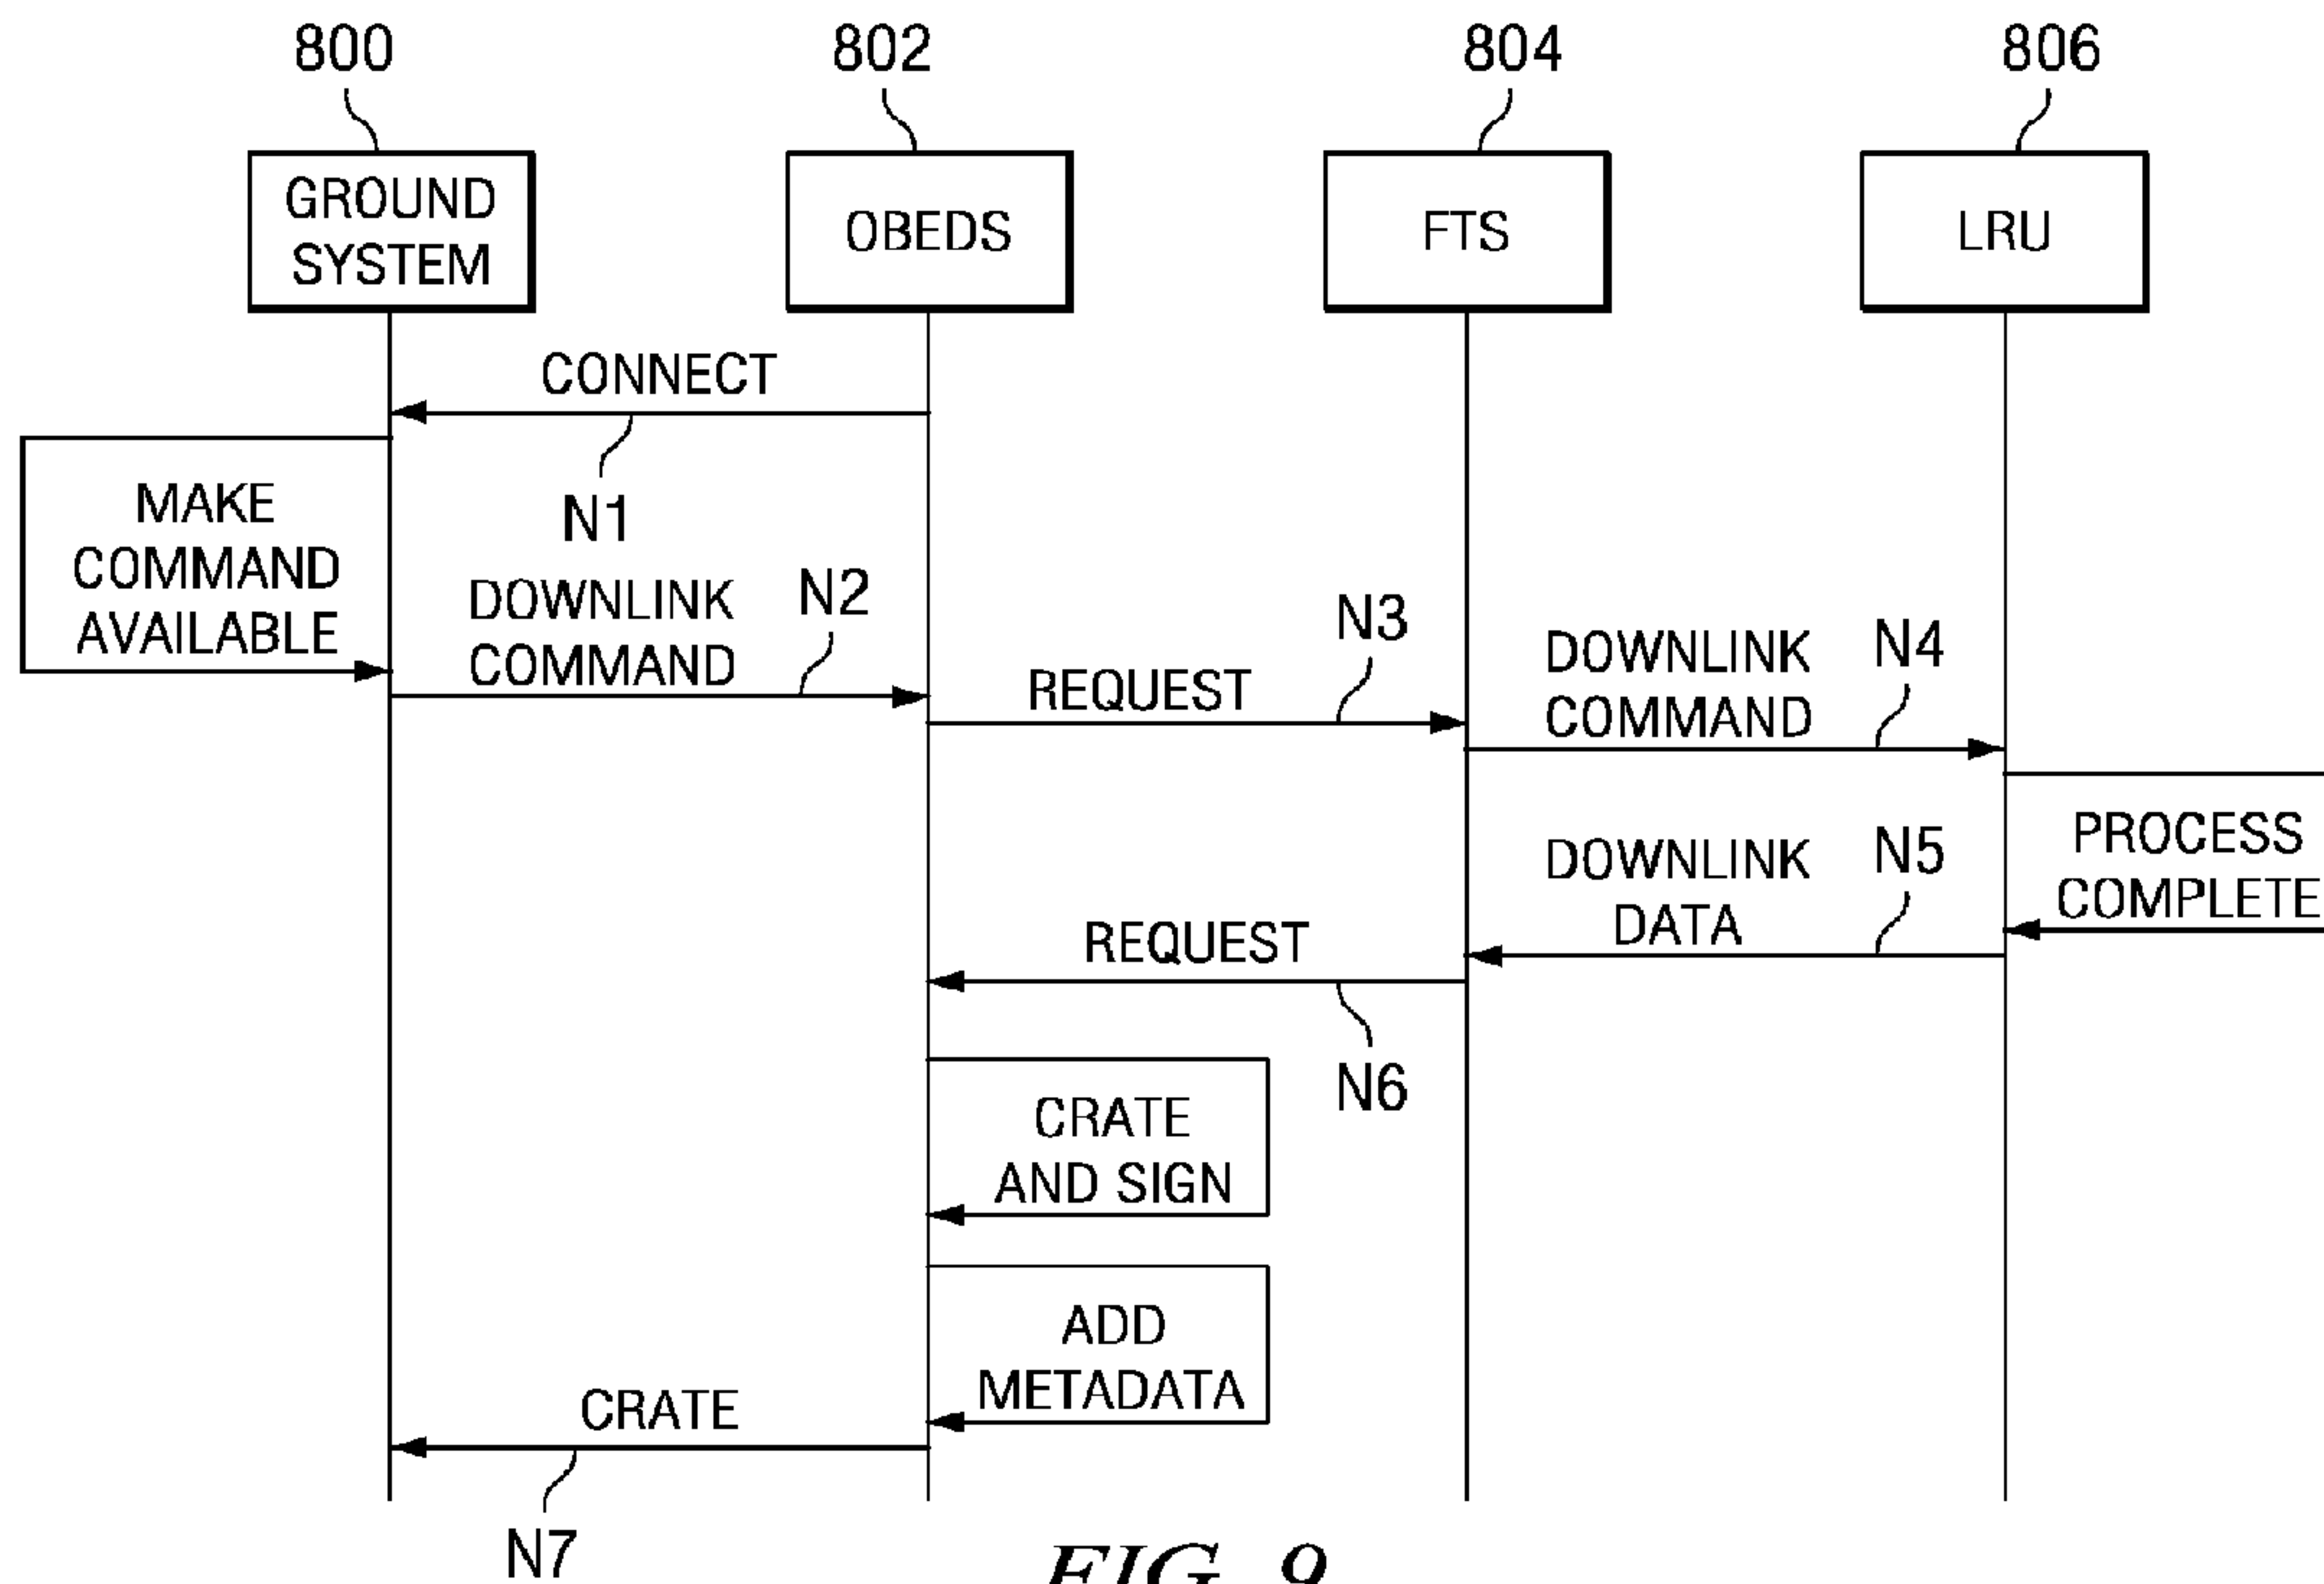 800
802
804
806
GROUND
SYSTEM
OBEDS
FTS
LRU
CONNECT
N1
MAKE
COMMAND
AVAILABLE
DOWNLINK
COMMAND
N2
REQUEST
N3
DOWNLINK
COMMAND
N4
PROCESS
COMPLETE
DOWNLINK
DATA
N5
REQUEST
N6
CRATE
AND SIGN
ADD
METADATA
CRATE
N7
FIG